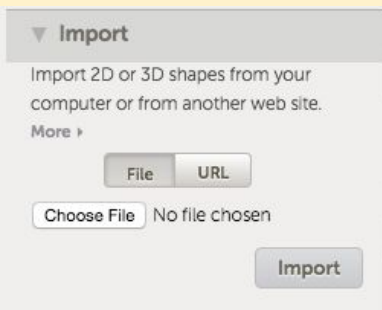 Import
Import 2D or 3D shapes from your
computer or from another web site.
More
File URL
Choose File No file chosen
Import